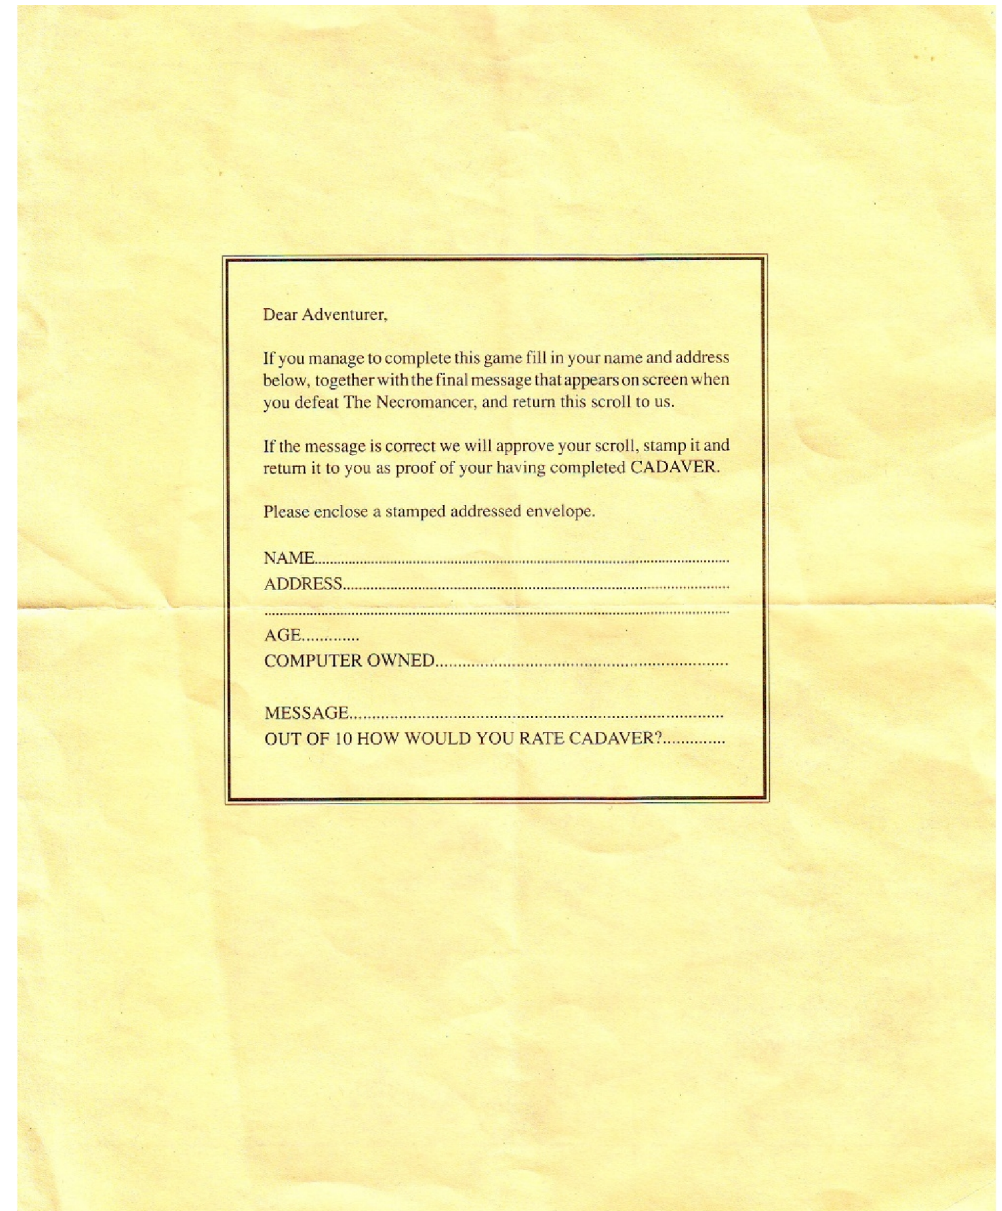 Dear Adventurer,
If you manage to complete this game fill in your name and address
below, together with the final message that appears on screen when
you defeat The Necromancer, and return this scroll to us.
If the message is correct we will approve your scroll, stamp it and
return it to you as proof of your having completed CADAVER.
Please enclose a stamped addressed envelope.
NAME..........................................................................................
ADDRESS....................................................................................
.....................................................................................................
AGE.............
COMPUTER OWNED................................................................
MESSAGE..................................................................................
OUT OF 10 HOW WOULD YOU RATE CADAVER?..............